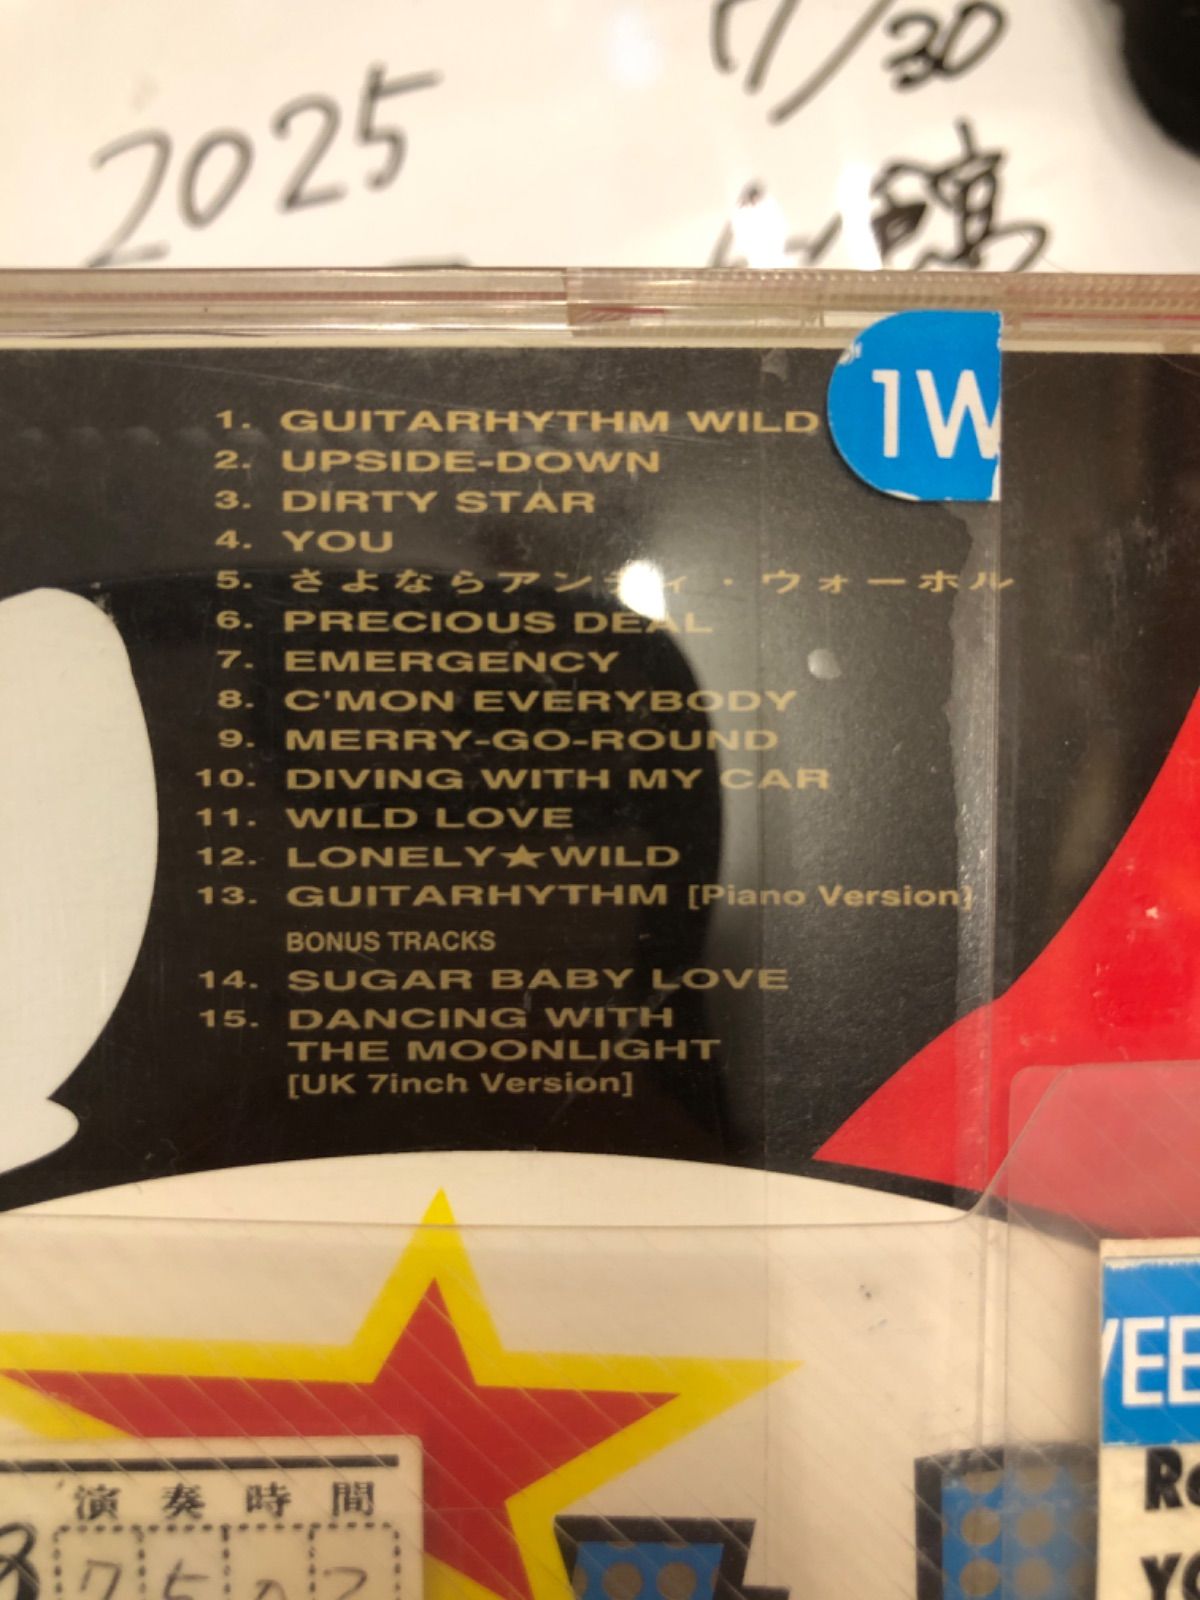 7/30
2025
1W
1. GUITARHYTHM WILD
2. UPSIDE-DOWN
3. DIRTY STAR
4. YOU
5. さよならアンディ・ウォーホル
6. PRECIOUS DEAL
7. EMERGENCY
8. C'MON EVERYBODY
9. MERRY-GO-ROUND
10. DIVING WITH MY CAR
11. WILD LOVE
12. LONELY★WILD
13. GUITARHYTHM [Piano Version]
BONUS TRACKS
14. SUGAR BABY LOVE
15. DANCING WITH
THE MOONLIGHT
[UK 7inch Version]
EE
演奏時間